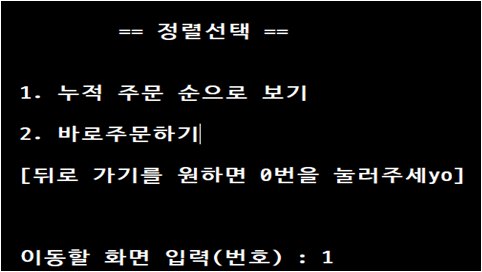 == 정렬선택 ==
1. 누적 주문 순으로 보기
2. 바로주문하기
[뒤로 가기를 원하면 0번을 눌러주세yo]
이동할 화면 입력(번호) : 1